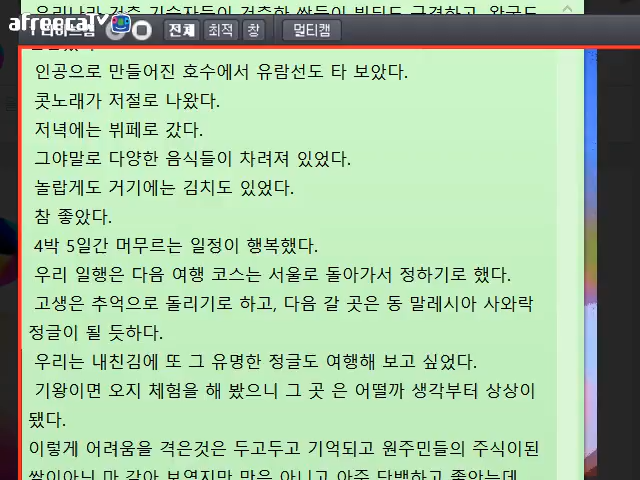 afreecaTV
전체 최적 창 멀티캠
인공으로 만들어진 호수에서 유람선도 타 보았다.
콧노래가 저절로 나왔다.
저녁에는 뷔페로 갔다.
그야말로 다양한 음식들이 차려져 있었다.
놀랍게도 거기에는 김치도 있었다.
참 좋았다.
4박 5일간 머무르는 일정이 행복했다.
우리 일행은 다음 여행 코스는 서울로 돌아가서 정하기로 했다.
고생은 추억으로 돌리기로 하고, 다음 갈 곳은 동 말레시아 사와락
정글이 될 듯하다.
우리는 내친김에 또 그 유명한 정글도 여행해 보고 싶었다.
기왕이면 오지 체험을 해 봤으니 그 곳 은 어떨까 생각부터 상상이
됐다.
이렇게 어려움을 격은것은 두고두고 기억되고 원주민들의 주식이된